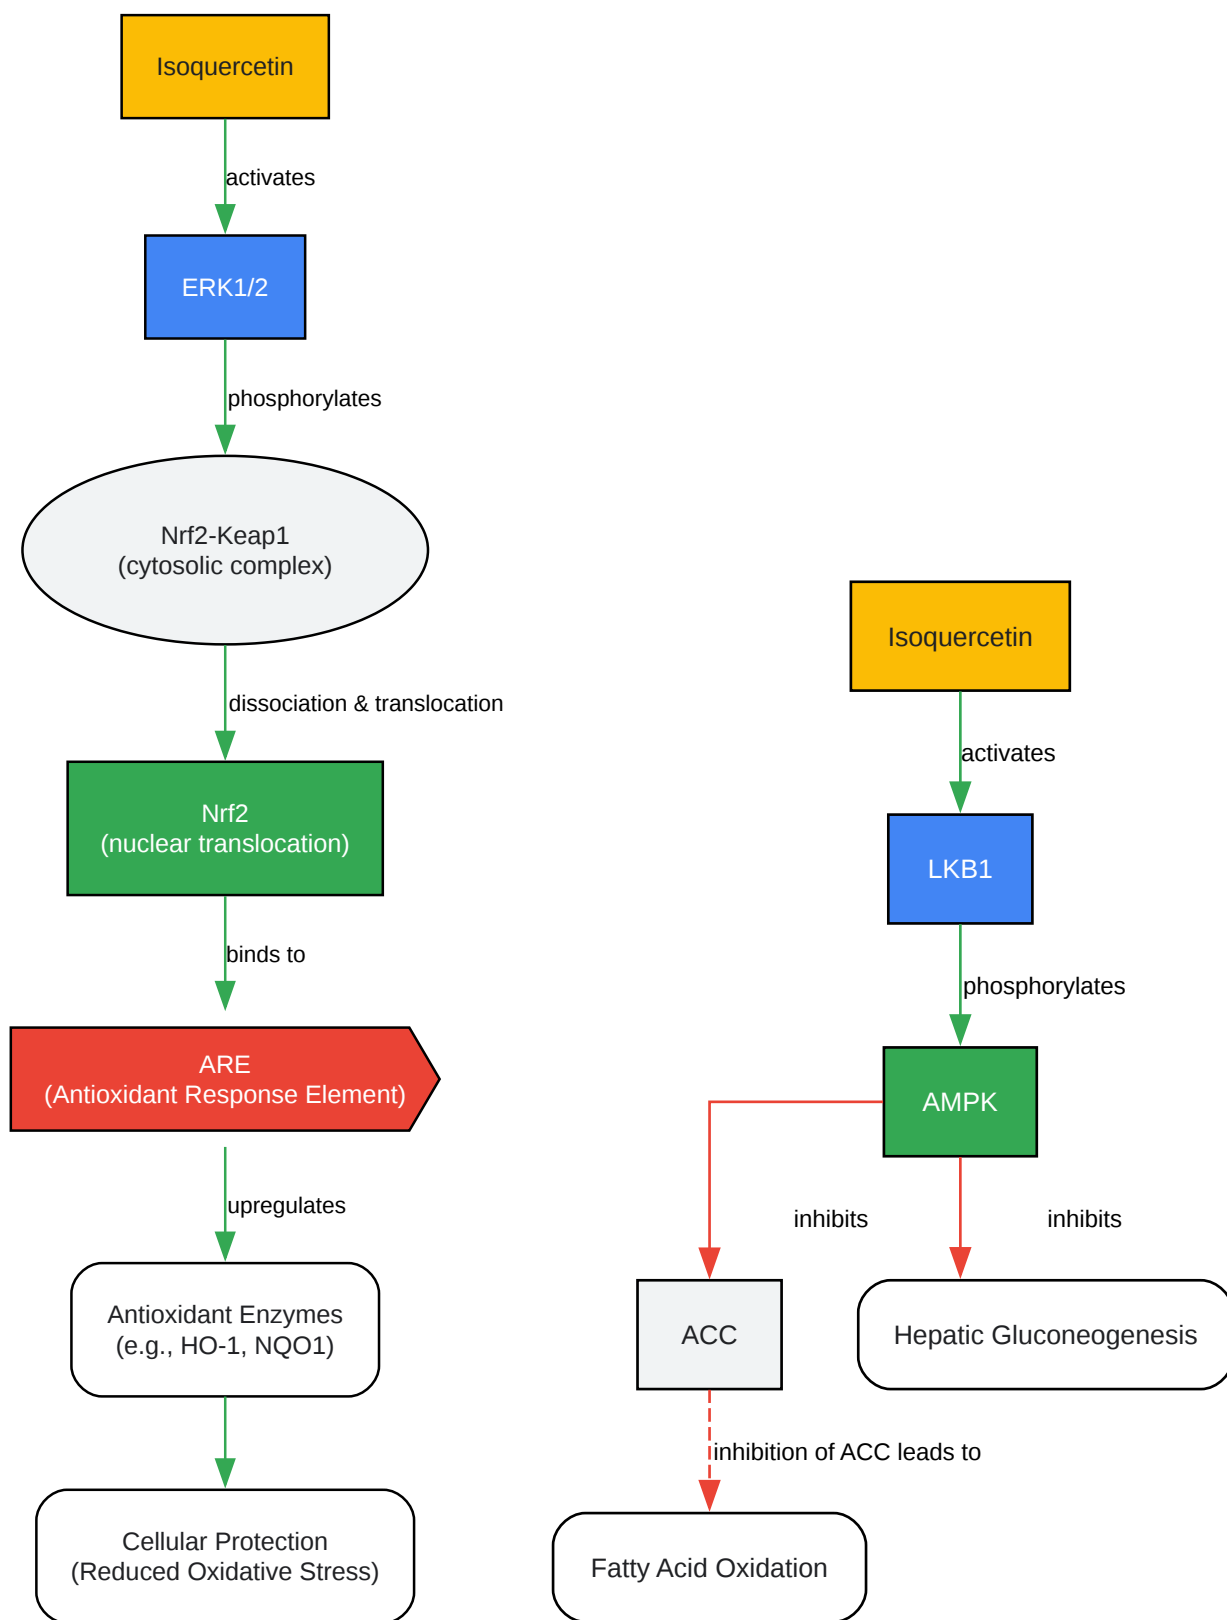 Isoquercetin
activates
ERK1/2
phosphorylates
Nrf2-Keap1
(cytosolic complex)
dissociation & translocation
Nrf2
(nuclear translocation)
binds to
ARE
(Antioxidant Response Element)
upregulates
Antioxidant Enzymes
(e.g., HO-1, NQO1)
Cellular Protection
(Reduced Oxidative Stress)
Isoquercetin
activates
LKB1
phosphorylates
AMPK
inhibits
inhibits
ACC
Hepatic Gluconeogenesis
inhibition of ACC leads to
Fatty Acid Oxidation